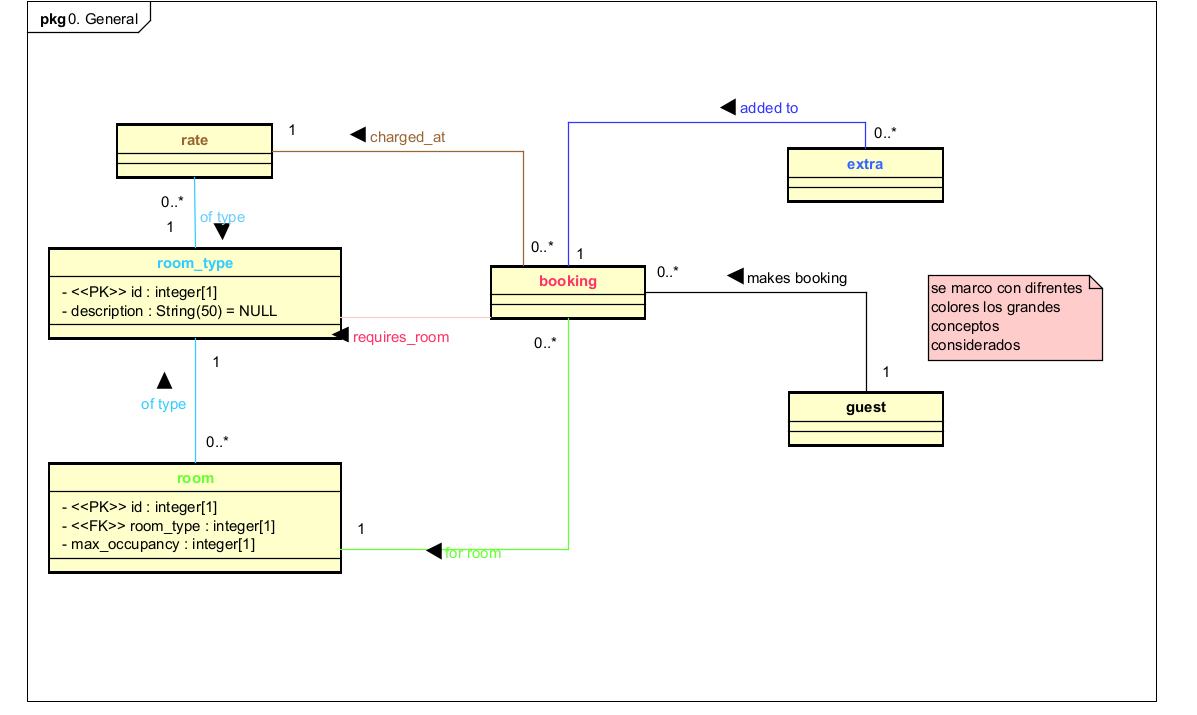 pkg 0. General
added to
1
charged_at
0..*
rate
extra
0..*
of type
1
0..*
1
booking
0..*
makes booking
room_type
- <<PK>> id : integer[1]
- description : String(50) = NULL
requires_room
0..*
se marco con difrentes
colores los grandes
conceptos
considerados
1
1
guest
of type
0..*
room
- <<PK>> id : integer[1]
- <<FK>> room_type : integer[1]
- max_occupancy : integer[1]
1
for room